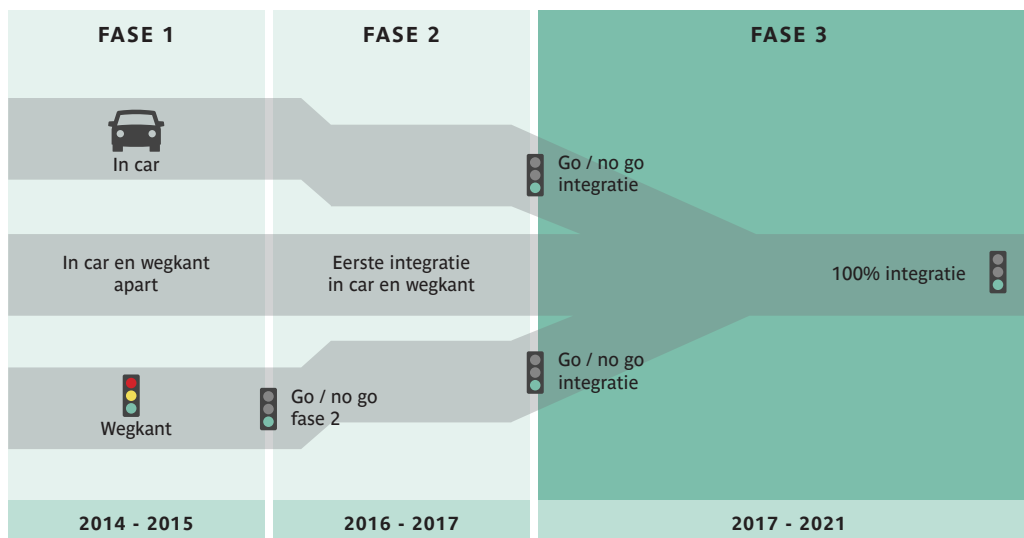 FASE 1
FASE 2
FASE 3
In car
Go / no go
integratie
In car en wegkant
apart
Eerste integratie
in car en wegkant
100% integratie
Go / no go
integratie
Wegkant
Go / no go
fase 2
2014 - 2015
2016 - 2017
2017 - 2021